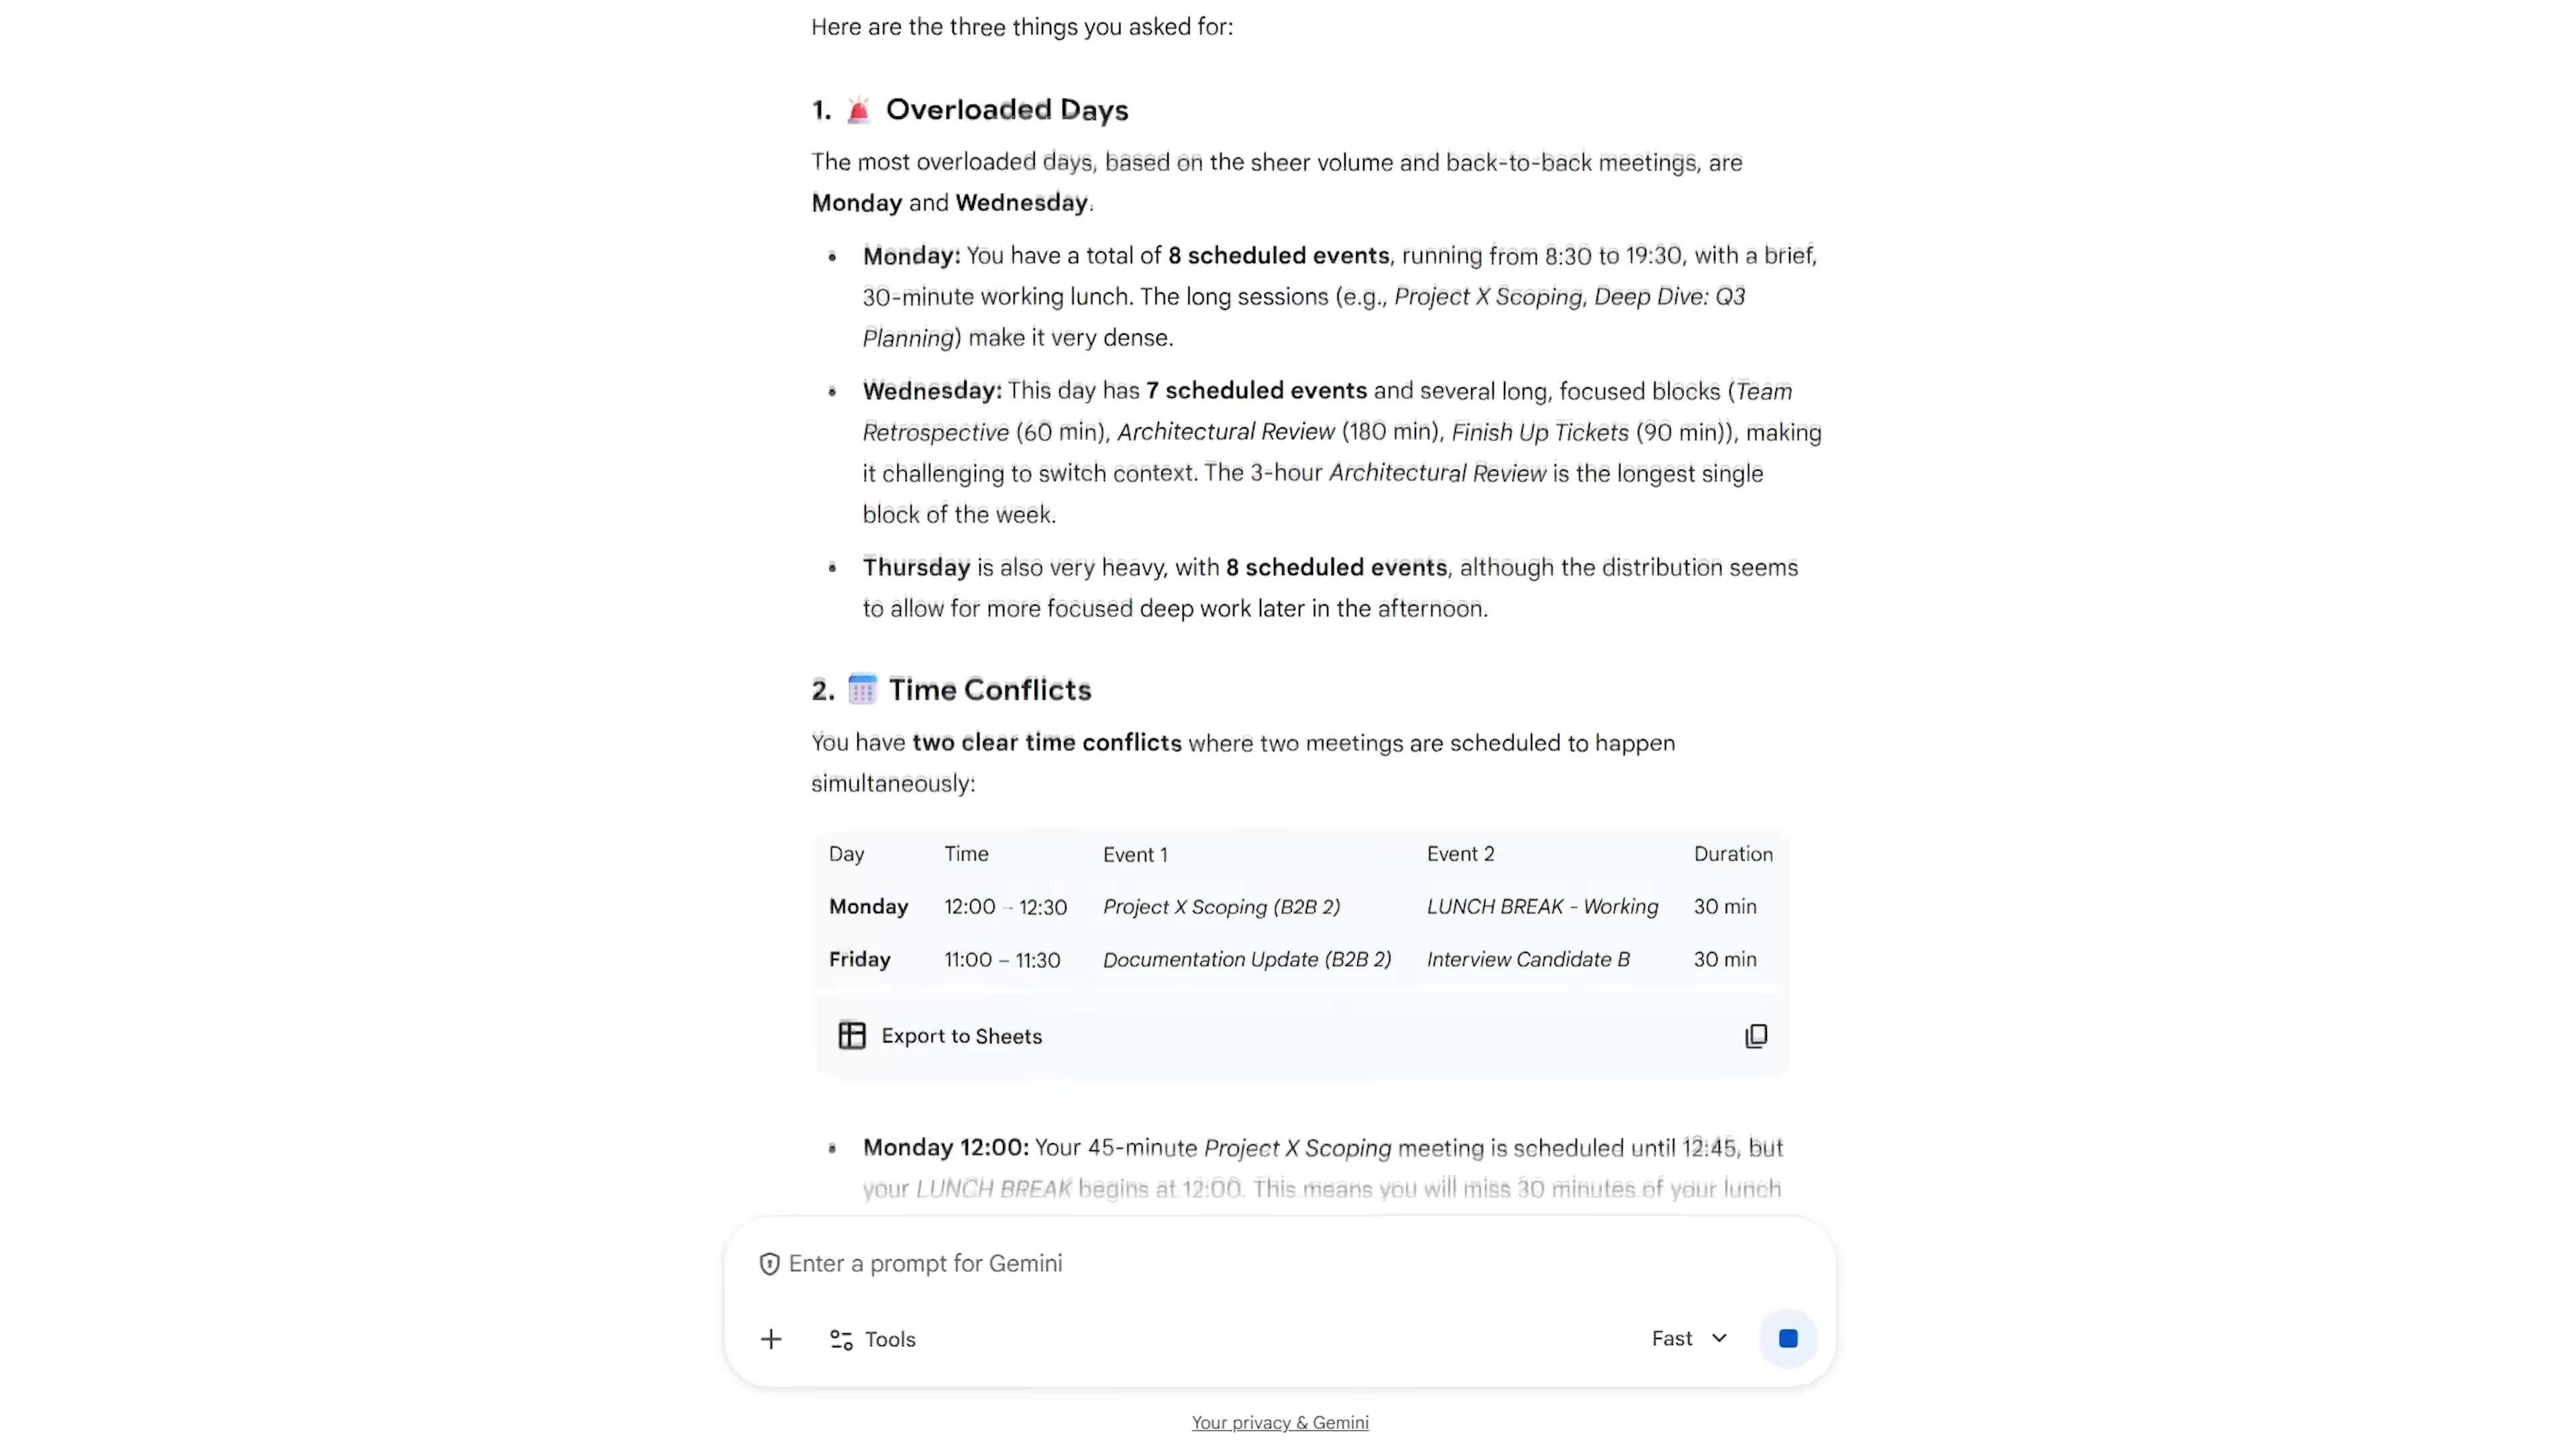 Here are the three things you asked for:
1. 🚨 Overloaded Days
The most overloaded days, based on the sheer volume and back-to-back meetings, are
Monday and Wednesday.
• Monday: You have a total of 8 scheduled events, running from 8:30 to 19:30, with a brief,
30-minute working lunch. The long sessions (e.g., Project X Scoping, Deep Dive: Q3
Planning) make it very dense.
• Wednesday: This day has 7 scheduled events and several long, focused blocks (Team
Retrospective (60 min), Architectural Review (180 min), Finish Up Tickets (90 min)), making
it challenging to switch context. The 3-hour Architectural Review is the longest single
block of the week.
• Thursday is also very heavy, with 8 scheduled events, although the distribution seems
to allow for more focused deep work later in the afternoon.
2. 📅 Time Conflicts
You have two clear time conflicts where two meetings are scheduled to happen
simultaneously:
Day Time Event 1 Event 2 Duration
Monday 12:00 – 12:30 Project X Scoping (B2B 2) LUNCH BREAK - Working 30 min
Friday 11:00 – 11:30 Documentation Update (B2B 2) Interview Candidate B 30 min
Export to Sheets
• Monday 12:00: Your 45-minute Project X Scoping meeting is scheduled until 12:45, but
your LUNCH BREAK begins at 12:00. This means you will miss 30 minutes of your lunch
Enter a prompt for Gemini
Tools
Fast
Your privacy & Gemini